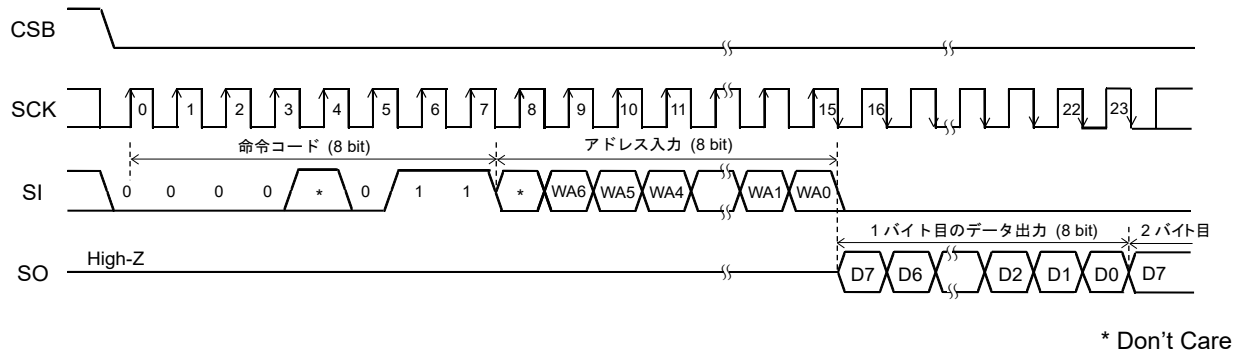 CSB
SCK 0 1 2 3 4 5 6 7 8 9 10 11 15 16 22 23
命令コード (8 bit) アドレス入力 (8 bit)
SI 0 0 0 0 * 0 1 1 * WA6 WA5 WA4 WA1 WA0
1 バイト目のデータ出力 (8 bit) 2 バイト目
High-Z
SO D7 D6 D2 D1 D0 D7
* Don't Care